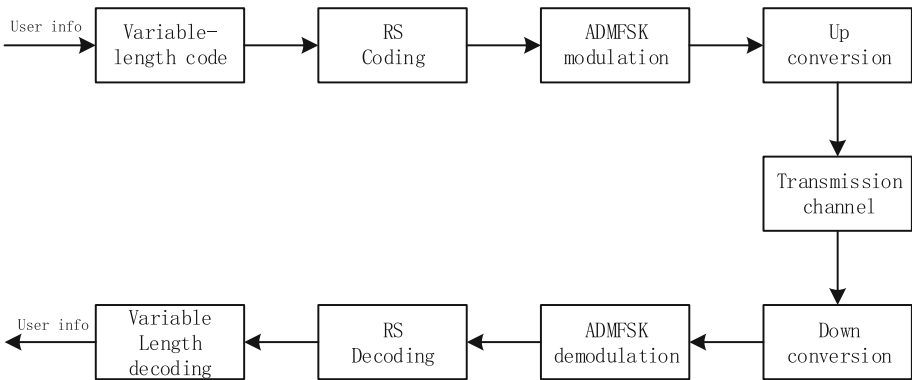 User info
Variable-
length code
RS
Coding
ADMFSK
modulation
Up
conversion
Transmission
channel
User info
Variable
Length
decoding
RS
Decoding
ADMFSK
demodulation
Down
conversion